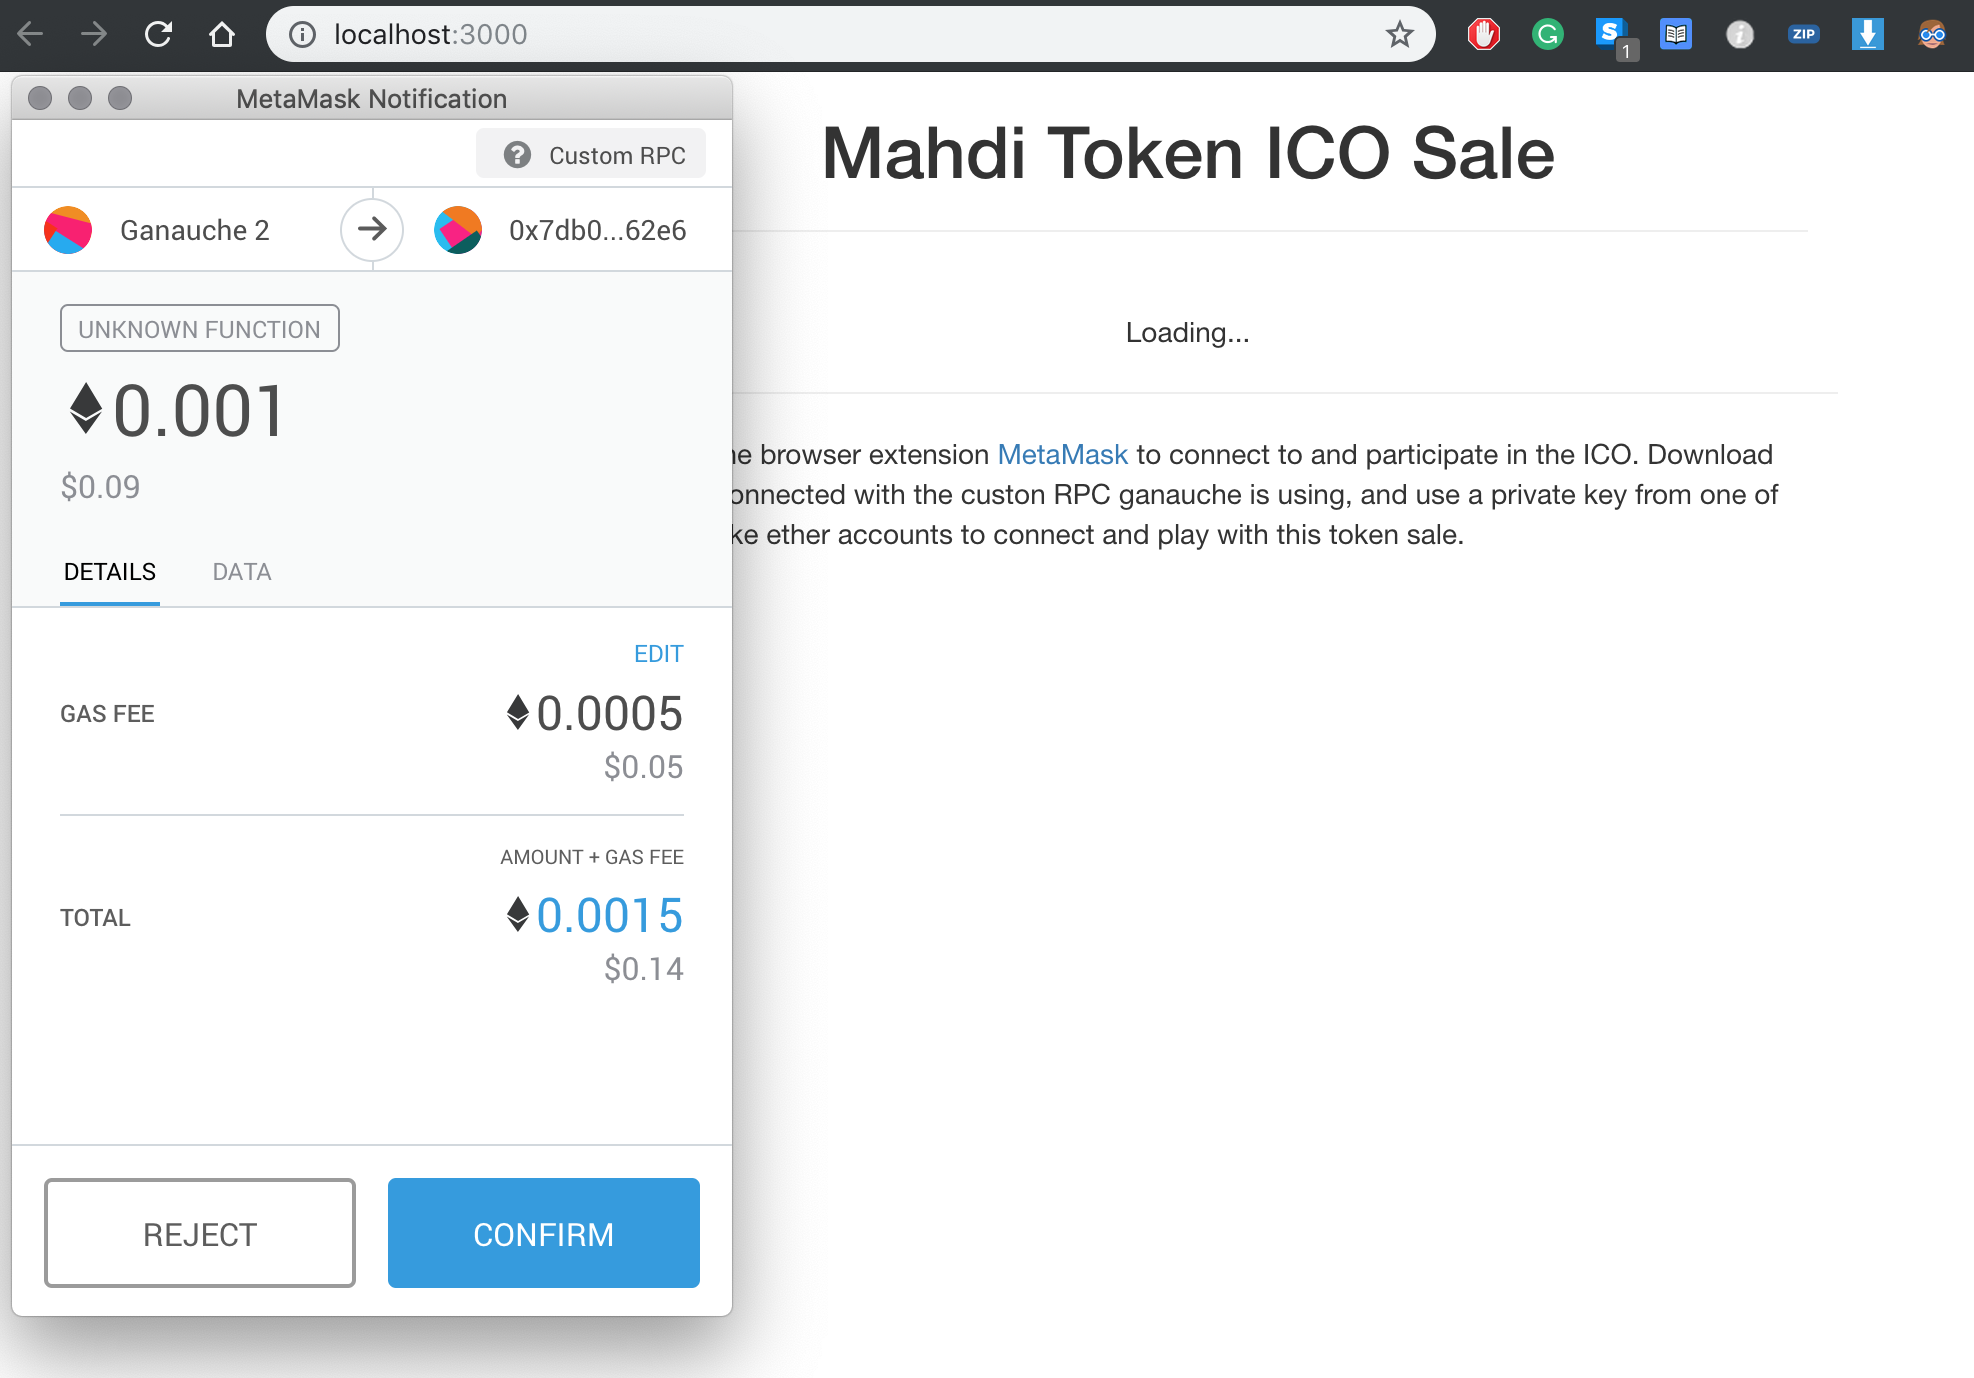 localhost:3000
1
ZIP
MetaMask Notification
Custom RPC
Ganauche 2
0x7db0...62e6
UNKNOWN FUNCTION
0.001
$0.09
DETAILS DATA
EDIT
GAS FEE
0.0005
$0.05
AMOUNT + GAS FEE
TOTAL
0.0015
$0.14
REJECT
CONFIRM
Mahdi Token ICO Sale
Loading...
browser extension MetaMask to connect to and participate in the ICO. Download
onnected with the custon RPC ganauche is using, and use a private key from one of
ke ether accounts to connect and play with this token sale.